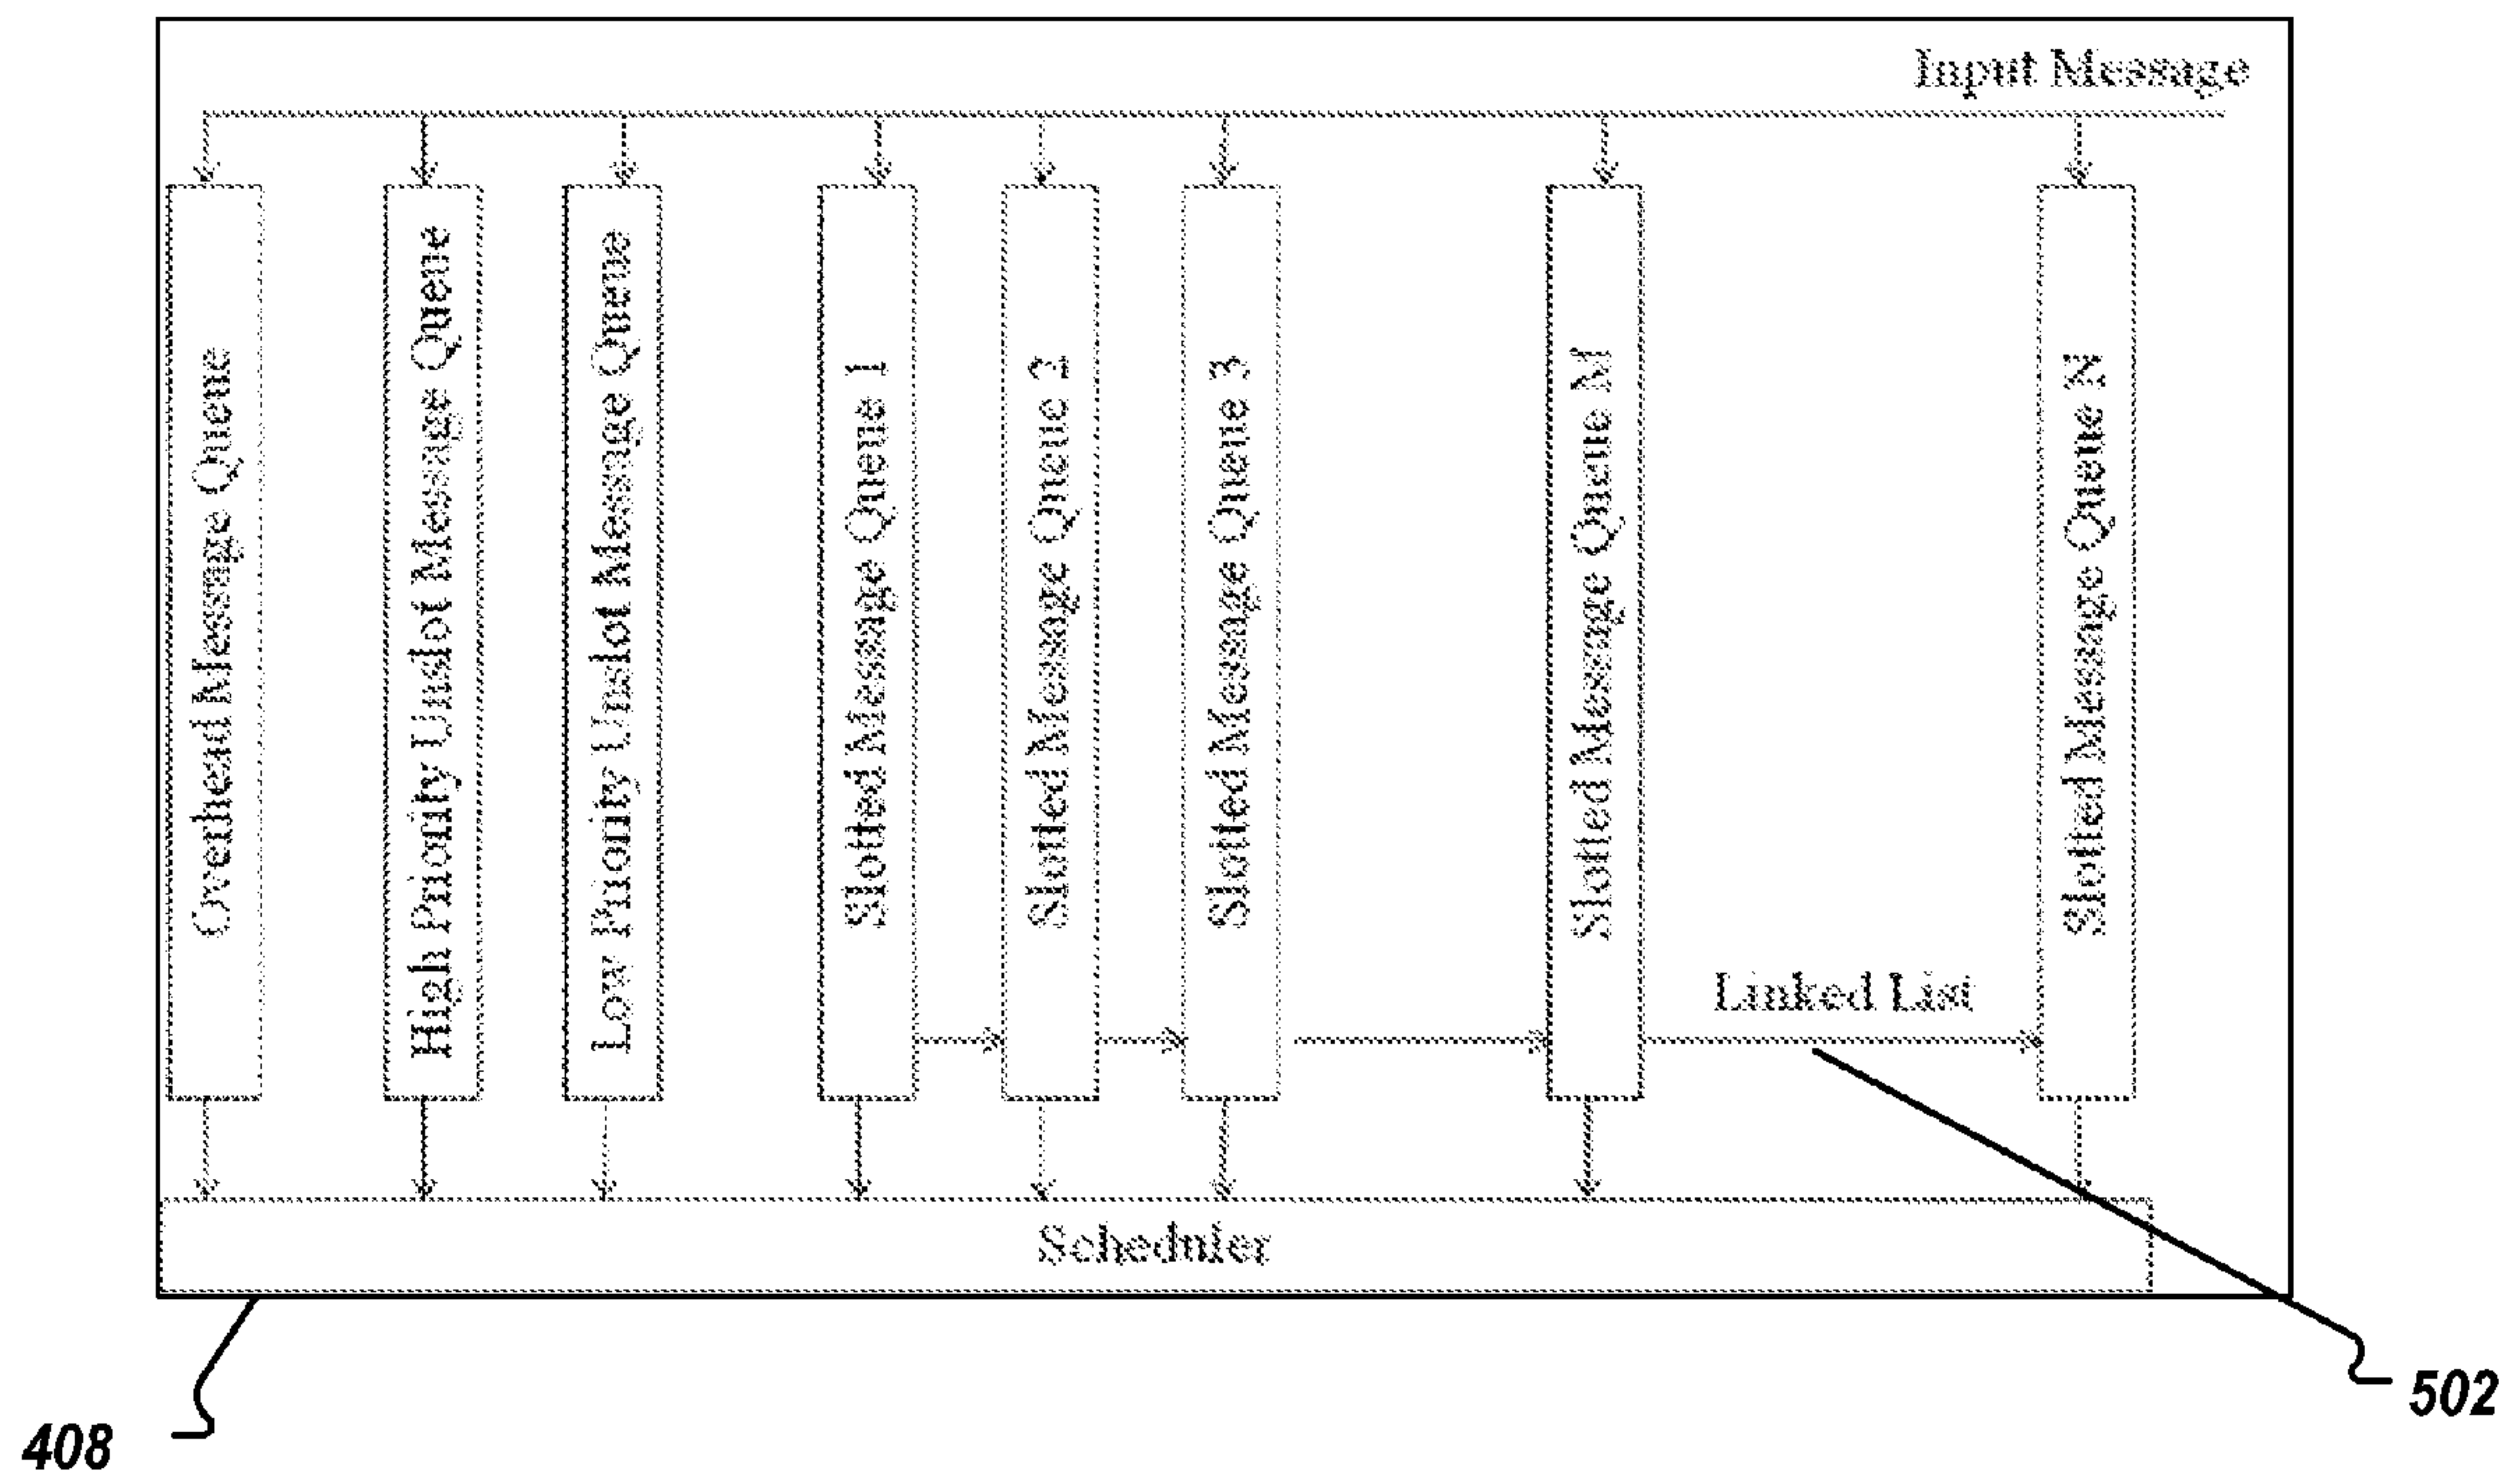 Input Message
Overhead Message Queue
High Priority Unslot Message Queue
Low Priority Unslot Message Queue
Slotted Message Queue 1
Slotted Message Queue 2
Slotted Message Queue 3
Slotted Message Queue M
Slotted Message Queue N
Linked List
Scheduler
408
502